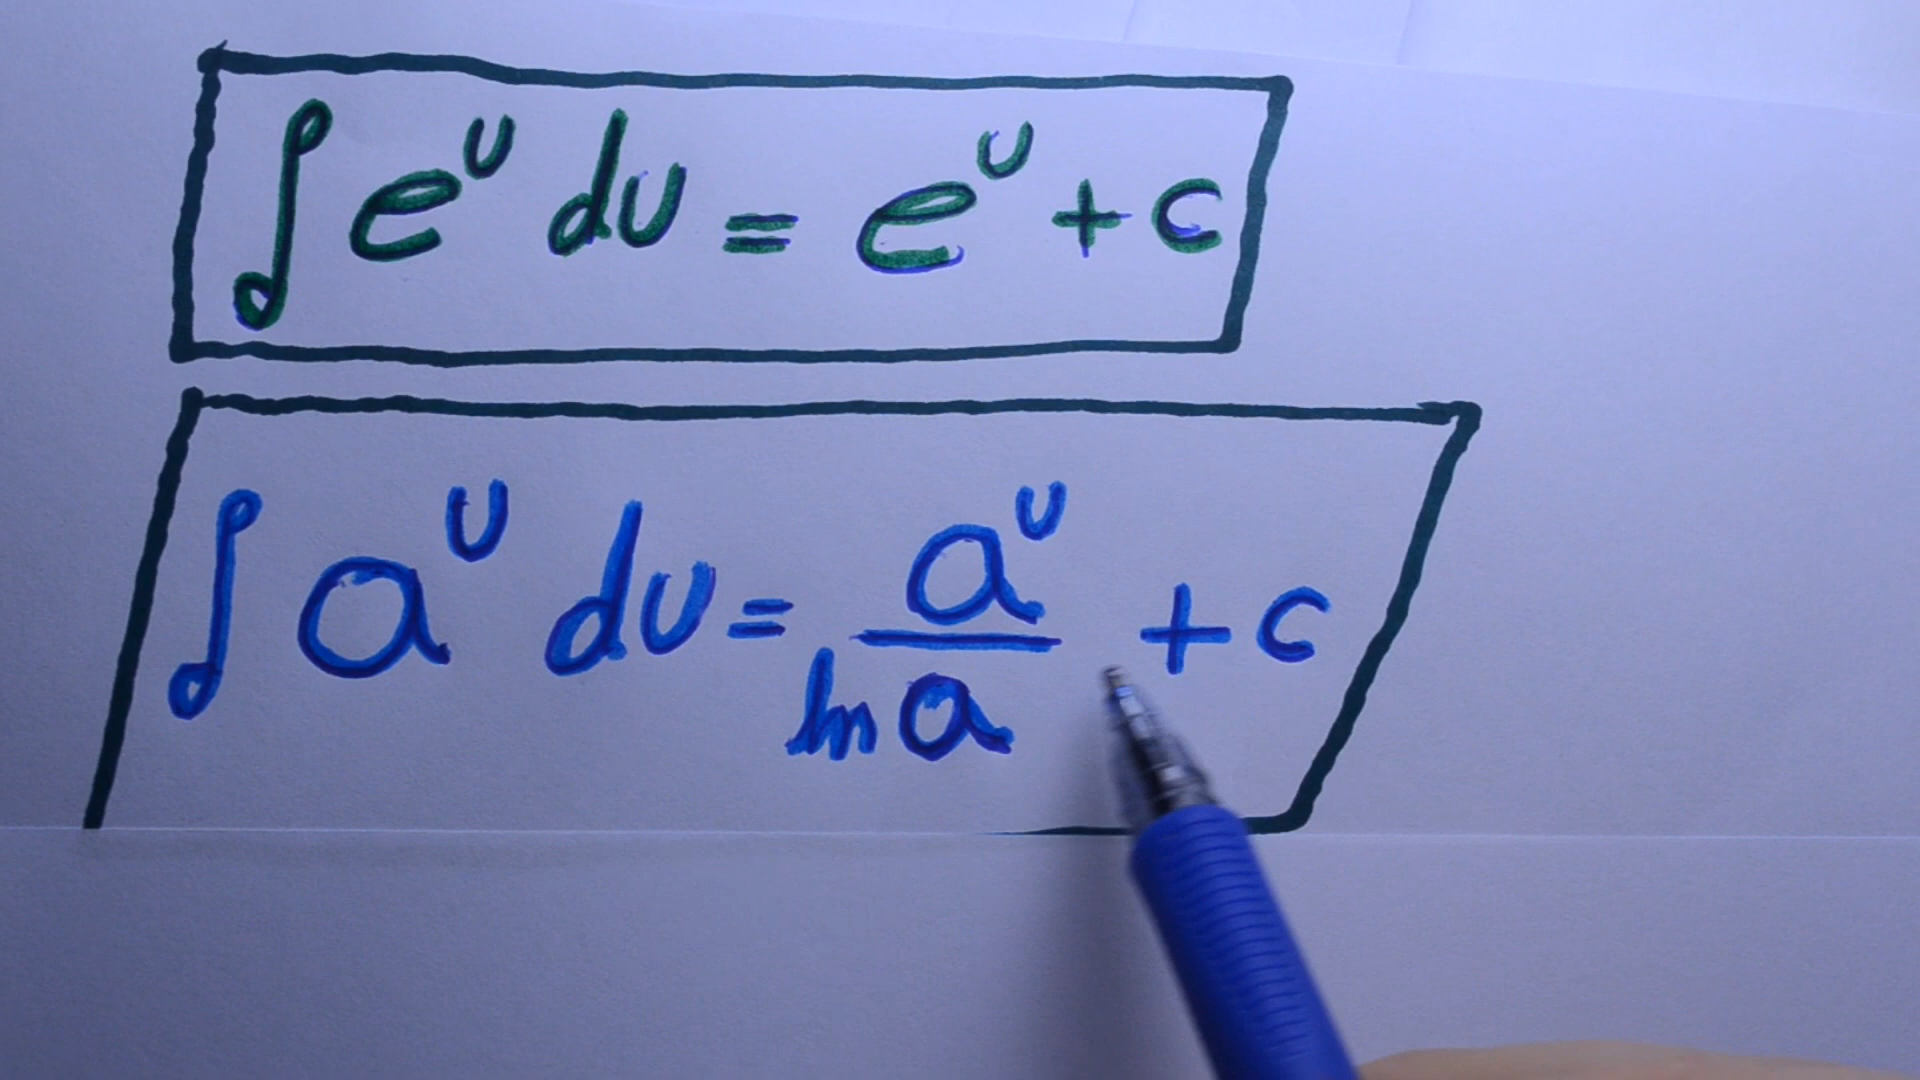 ∫ e^u du = e^u + c
∫ a^u du = a^u / ln a + c